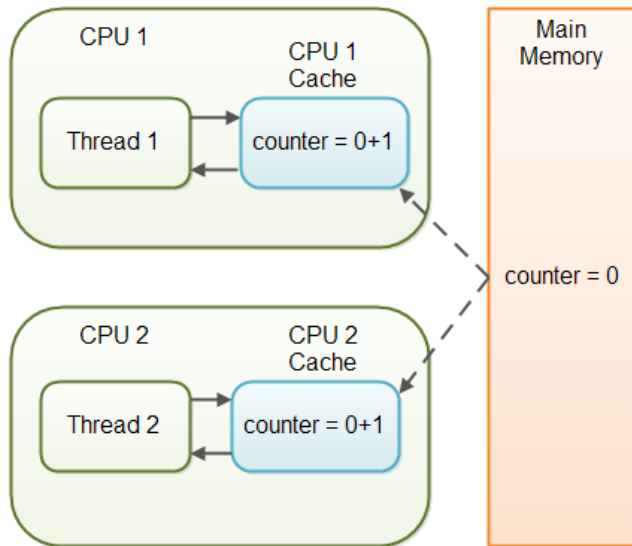 CPU 1
CPU 1
Cache
Thread 1
counter = 0+1
Main
Memory
counter = 0
CPU 2
CPU 2
Cache
Thread 2
counter = 0+1